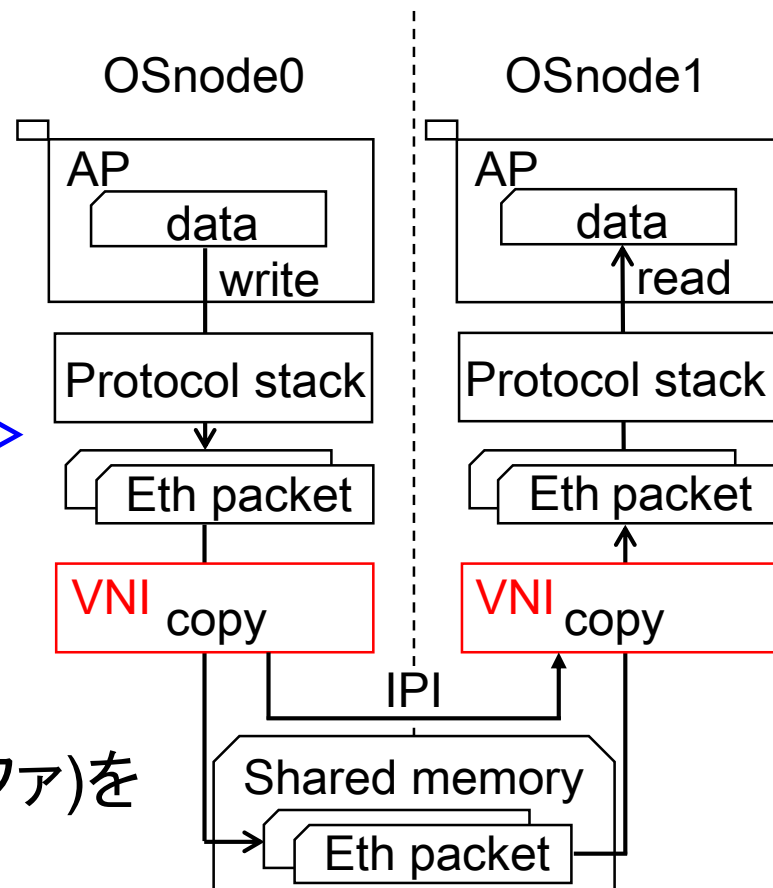 OSnode0
AP
data
write
Protocol stack
Eth packet
VNI
copy
OSnode1
AP
data
read
Protocol stack
Eth packet
VNI
copy
IPI
Shared memory
Eth packet
ファ)を